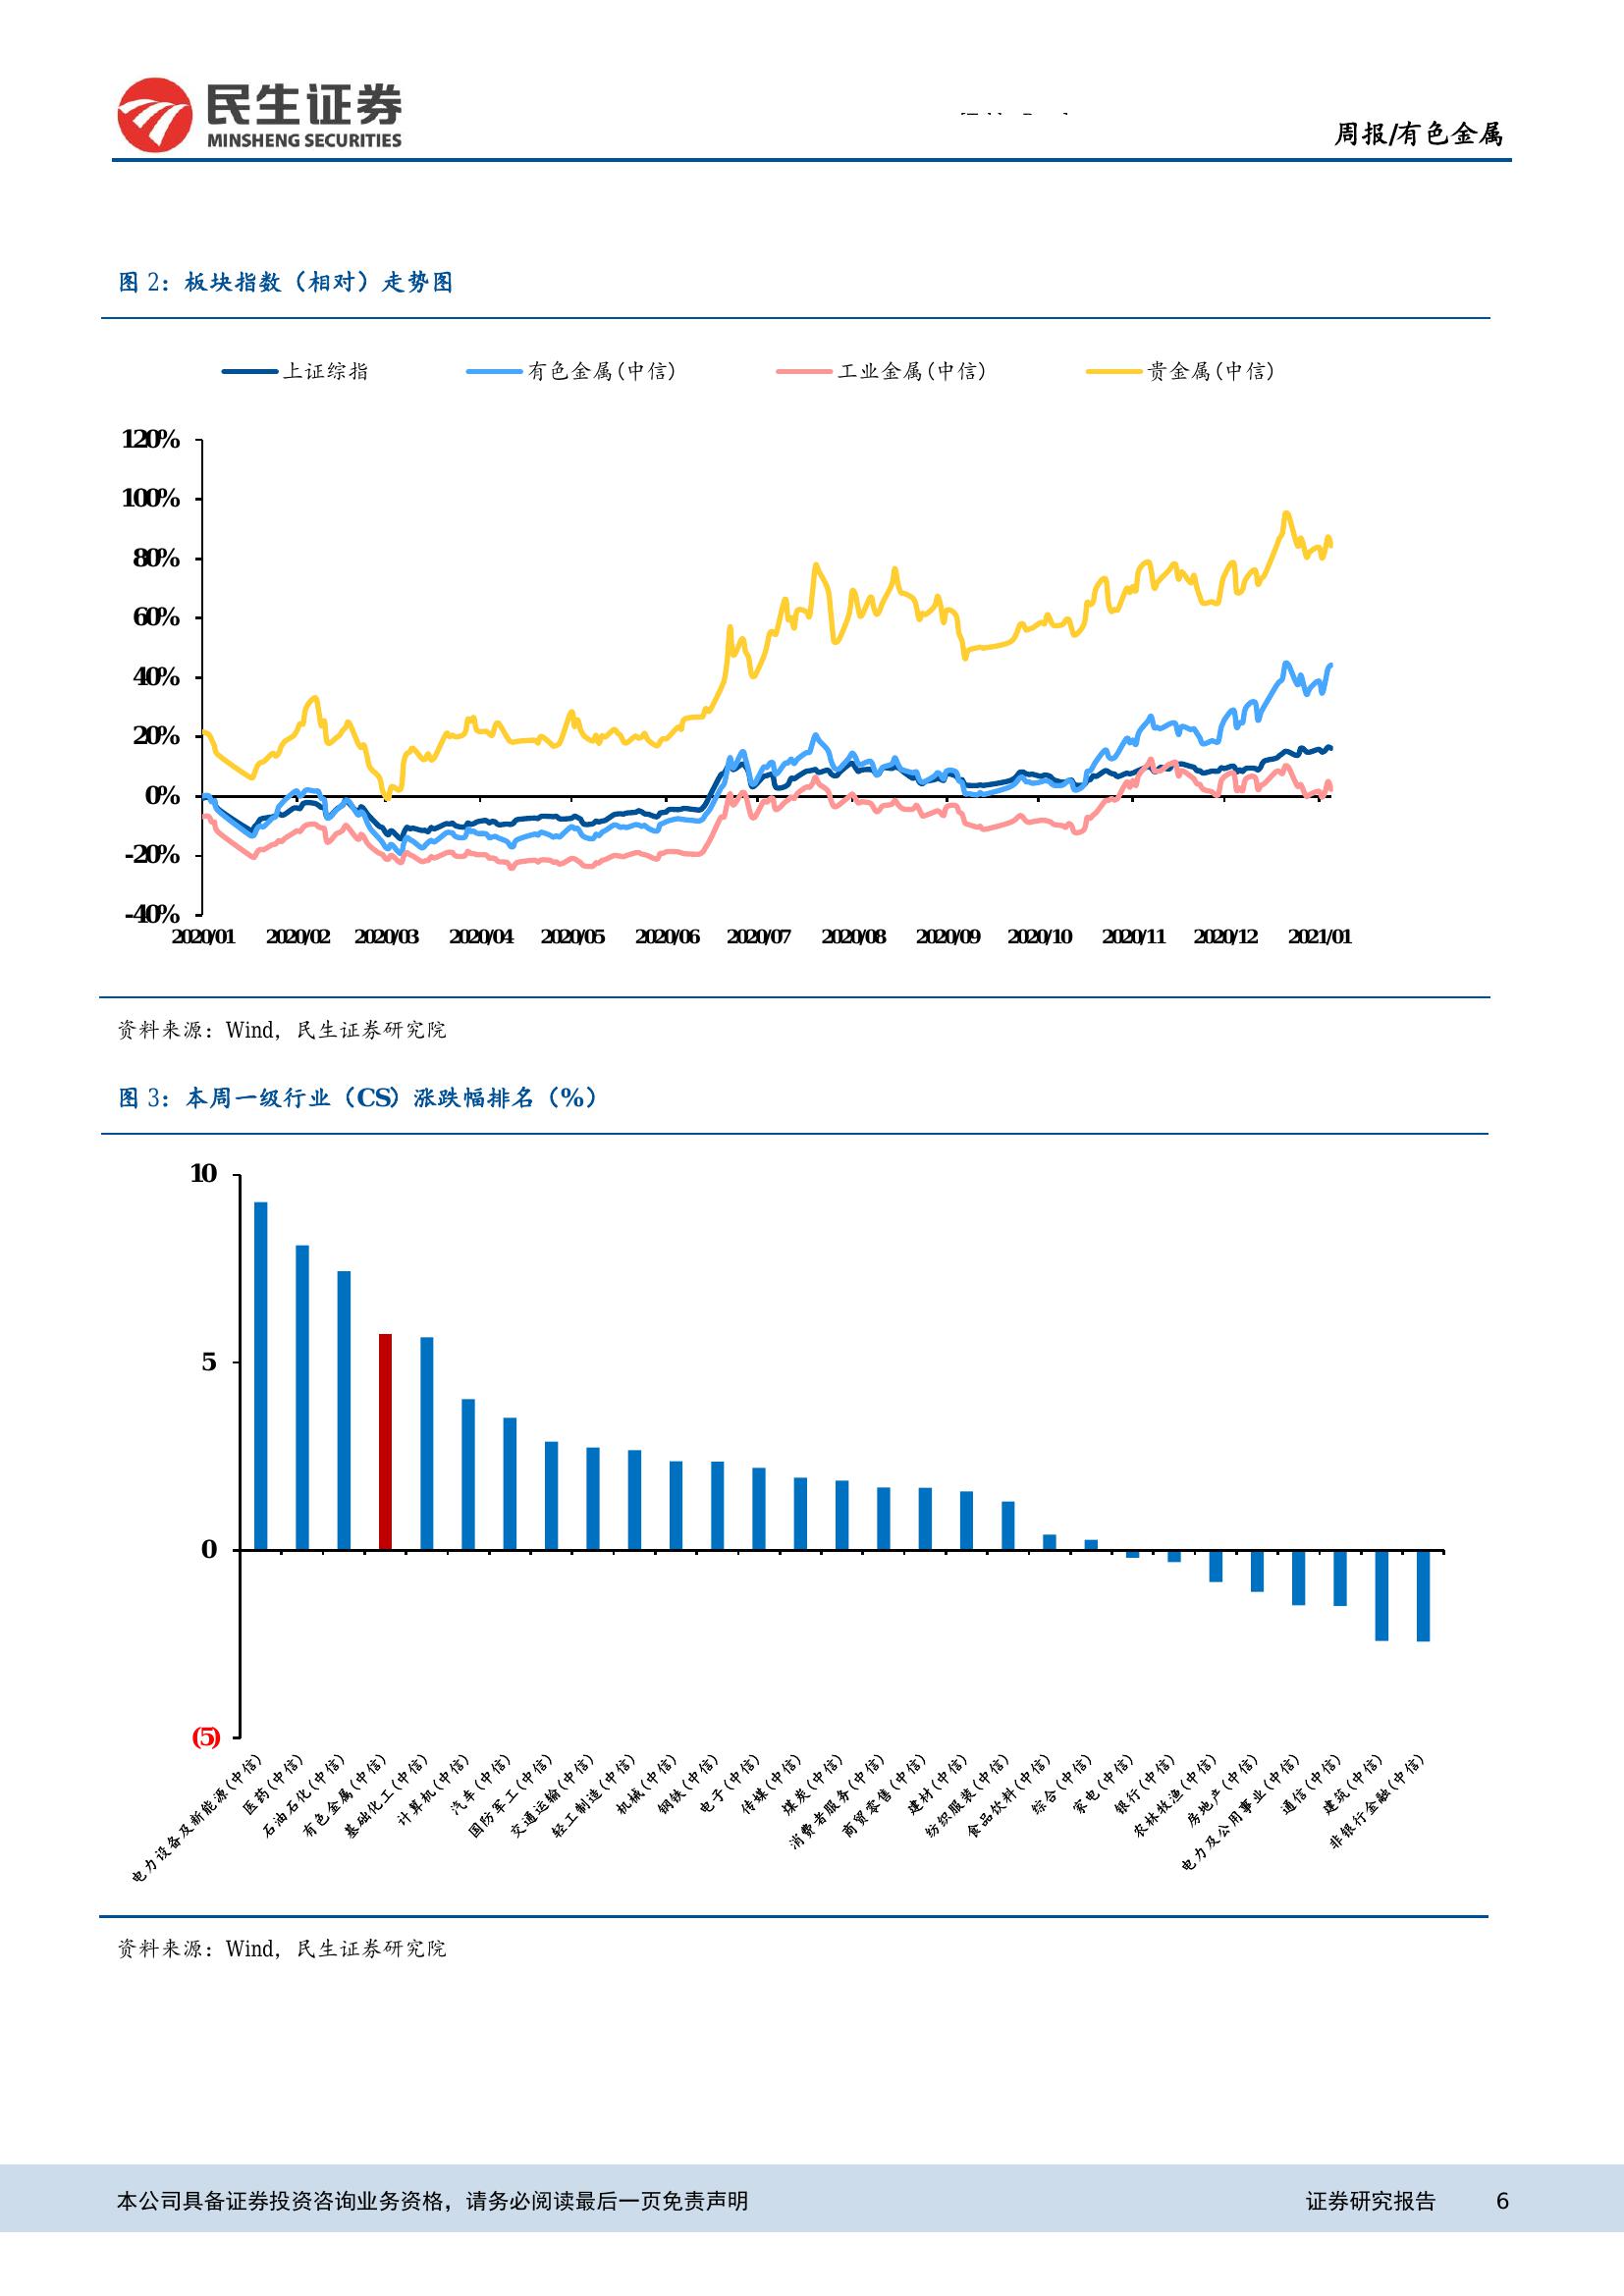 民生证券
MINSHENG SECURITIES
周报/有色金属
图 2：板块指数（相对）走势图
上证综指 有色金属(中信) 工业金属(中信) 贵金属(中信)
120%
100%
80%
60%
40%
20%
0%
-20%
-40%
2020/01 2020/02 2020/03 2020/04 2020/05 2020/06 2020/07 2020/08 2020/09 2020/10 2020/11 2020/12 2021/01
资料来源：Wind，民生证券研究院
图 3：本周一级行业（CS）涨跌幅排名（%）
10
5
0
(5)
电力设备及新能源(中信)
医药(中信)
石油石化(中信)
有色金属(中信)
基础化工(中信)
计算机(中信)
汽车(中信)
国防军工(中信)
交通运输(中信)
轻工制造(中信)
机械(中信)
钢铁(中信)
电子(中信)
传媒(中信)
煤炭(中信)
消费者服务(中信)
商贸零售(中信)
建材(中信)
纺织服装(中信)
食品饮料(中信)
综合(中信)
家电(中信)
银行(中信)
农林牧渔(中信)
房地产(中信)
电力及公用事业(中信)
通信(中信)
建筑(中信)
非银行金融(中信)
资料来源：Wind，民生证券研究院
本公司具备证券投资咨询业务资格，请务必阅读最后一页免责声明 证券研究报告 6